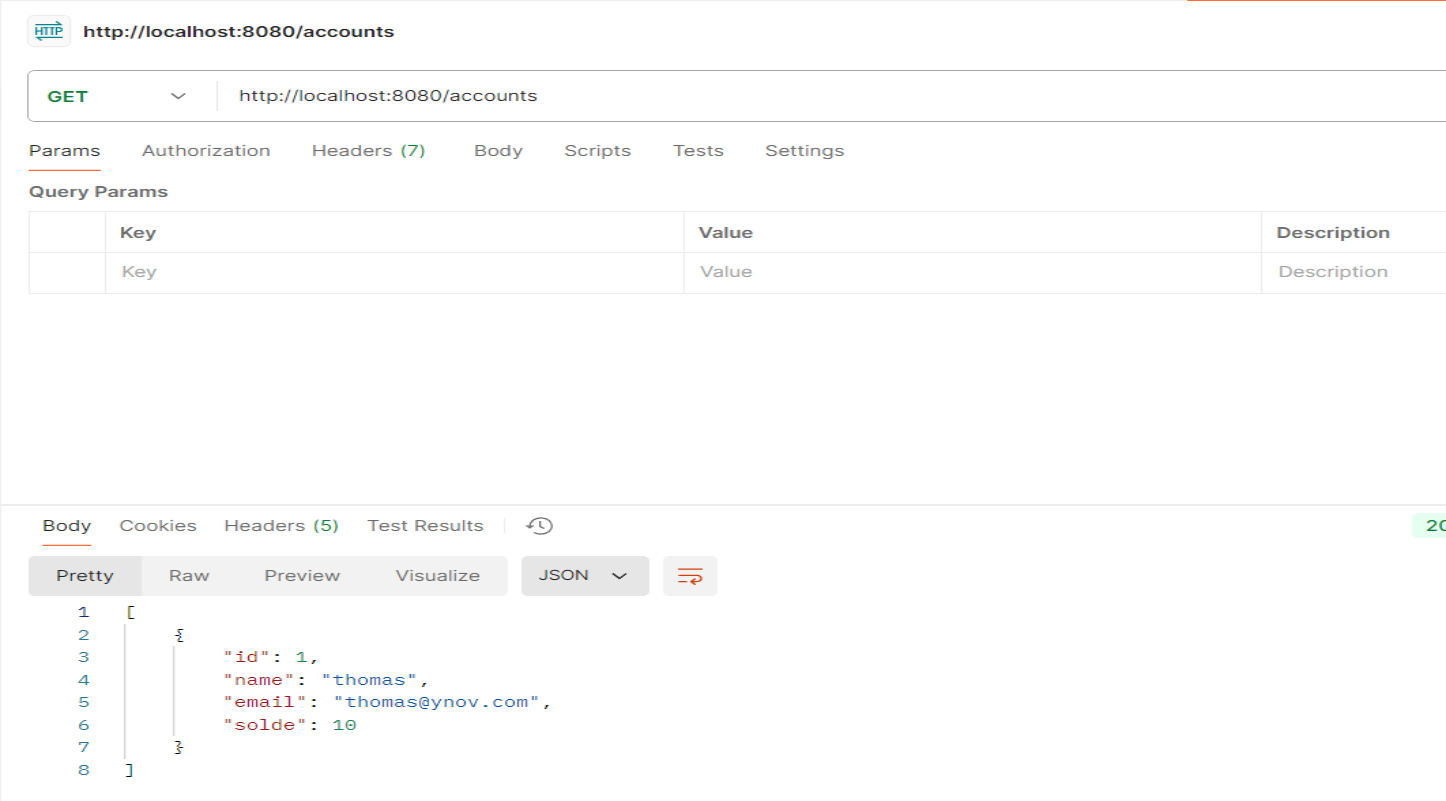 HTTP http://localhost:8080/accounts
GET http://localhost:8080/accounts
Params Authorization Headers (7) Body Scripts Tests Settings
Query Params
Key Value Description
Key Value Description
Body Cookies Headers (5) Test Results
Pretty Raw Preview Visualize JSON
1 [
2 {
3 "id": 1,
4 "name": "thomas",
5 "email": "thomas@ynov.com",
6 "solde": 10
7 }
8 ]